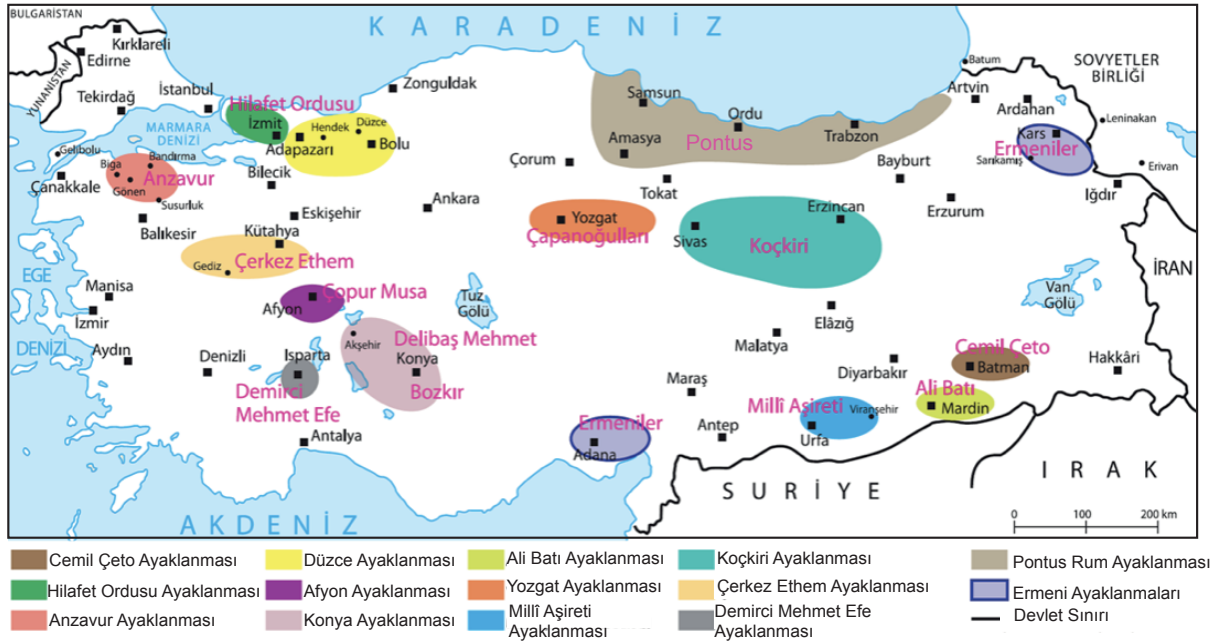 BULGARİSTAN
KARADENİZ
Kırklareli
Edirne
YUNANİSTAN
Tekirdağ
İstanbul
Zonguldak
Batum
SOVYETLER
BİRLİĞİ
Artvin
Ardahan
Leninakan
Hilafet Ordusu
İzmit
Hendek
Düzce
Adapazarı
Bolu
MARMARA
DENİZİ
Samsun
Ordu
Amasya
Pontus
Trabzon
Kars
Ermeniler
Sarıkamış
Erivan
Gelibolu
Biga
Bandırma
Anzavur
Çanakkale
Gönen
Susurluk
Bilecik
Çorum
Tokat
Bayburt
Erzurum
Iğdır
Balıkesir
Eskişehir
Ankara
Kütahya
Çerkez Ethem
Gediz
Yozgat
Çapanoğulları
Sivas
Koçkiri
Erzincan
İRAN
EGE
DENİZİ
Manisa
İzmir
Aydın
Denizli
Çopur Musa
Afyon
Tuz
Gölü
Van
Gölü
Elâzığ
Malatya
Akşehir
Delibaş Mehmet
Konya
Bozkır
Isparta
Demirci
Mehmet Efe
Antalya
Maraş
Diyarbakır
Cemil Çeto
Batman
Hakkâri
Ali Batı
Mardin
Millî Aşireti
Viranşehir
Urfa
Ermeniler
Adana
Antep
SURİYE
IRAK
AKDENİZ
0 100 200 km
Cemil Çeto Ayaklanması
Düzce Ayaklanması
Ali Batı Ayaklanması
Koçkiri Ayaklanması
Pontus Rum Ayaklanması
Hilafet Ordusu Ayaklanması
Afyon Ayaklanması
Yozgat Ayaklanması
Çerkez Ethem Ayaklanması
Ermeni Ayaklanmaları
Anzavur Ayaklanması
Konya Ayaklanması
Millî Aşireti
Ayaklanması
Demirci Mehmet Efe
Ayaklanması
Devlet Sınırı